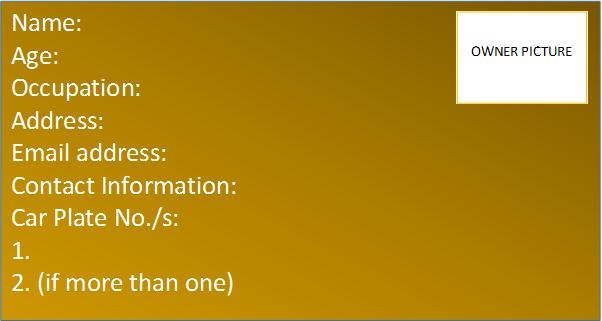 Name:
OWNER PICTURE
Age:
Occupation:
Address:
Email address:
Contact Information:
Car Plate No./s:
1.
2. (if more than one)